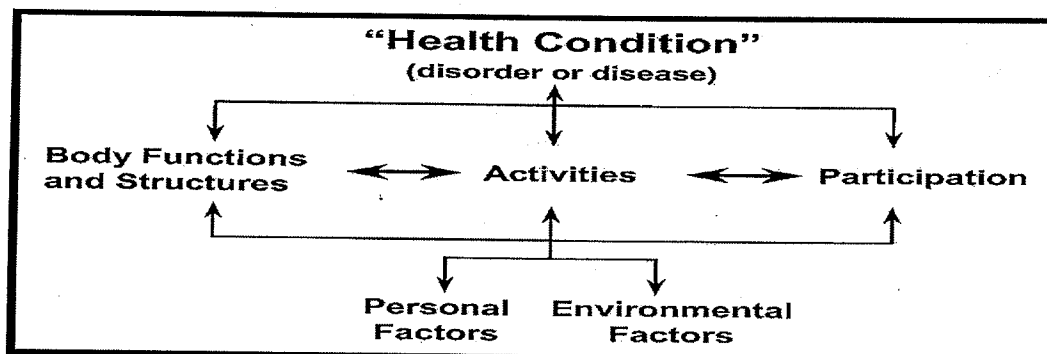 “Health Condition”
(disorder or disease)
Body Functions
and Structures
Activities
Participation
Personal
Factors
Environmental
Factors